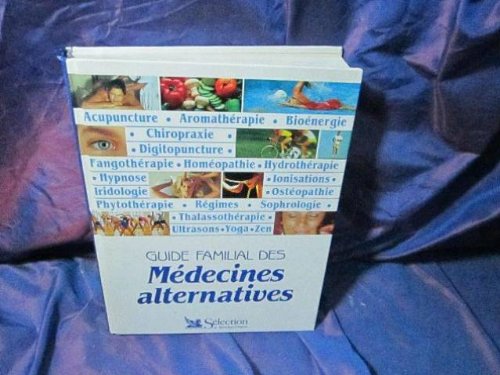 Acupuncture • Aromathérapie • Bioénergie
• Chiropraxie •
• Digitopuncture •
Fangothérapie • Homéopathie • Hydrothérapie
• Hypnose • Ionisations •
Iridologie • Ostéopathie
Phytothérapie • Régimes • Sophrologie •
• Thalassothérapie •
Ultrasons • Yoga • Zen
GUIDE FAMILIAL DES
Médecines
alternatives
Sélection